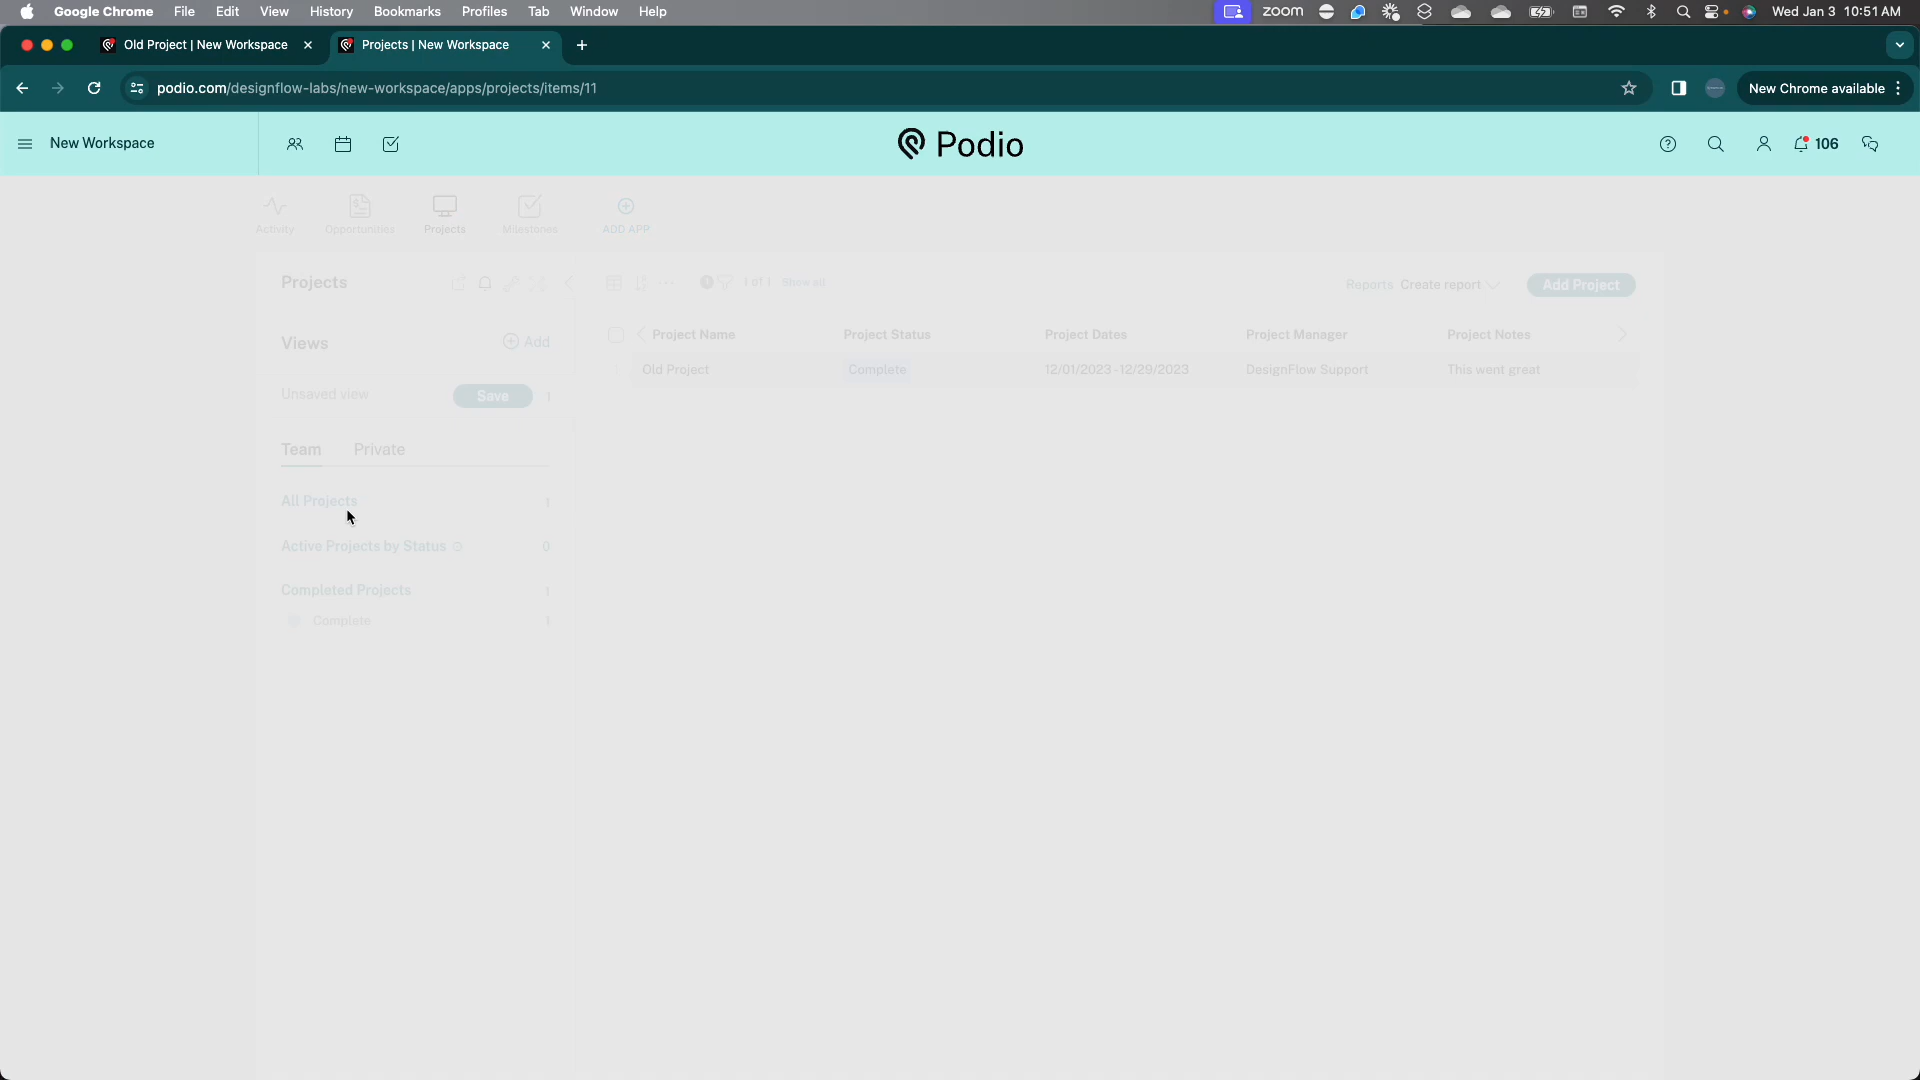 Google Chrome File Edit View History Bookmarks Profiles Tab Window Help zoom Wed Jan 3 10:51 AM
Old Project | New Workspace Projects | New Workspace
podio.com/designflow-labs/new-workspace/apps/projects/items/11 New Chrome available
New Workspace Podio 106
Activity Opportunities Projects Milestones ADD APP
Projects 1 of 1 Show all Reports Create report Add Project
Project Name Project Status Project Dates Project Manager Project Notes
Views Add
Old Project Complete 12/01/2023 - 12/29/2023 DesignFlow Support This went great
Unsaved view Save 1
Team Private
All Projects 1
Active Projects by Status 0
Completed Projects 1
Complete 1